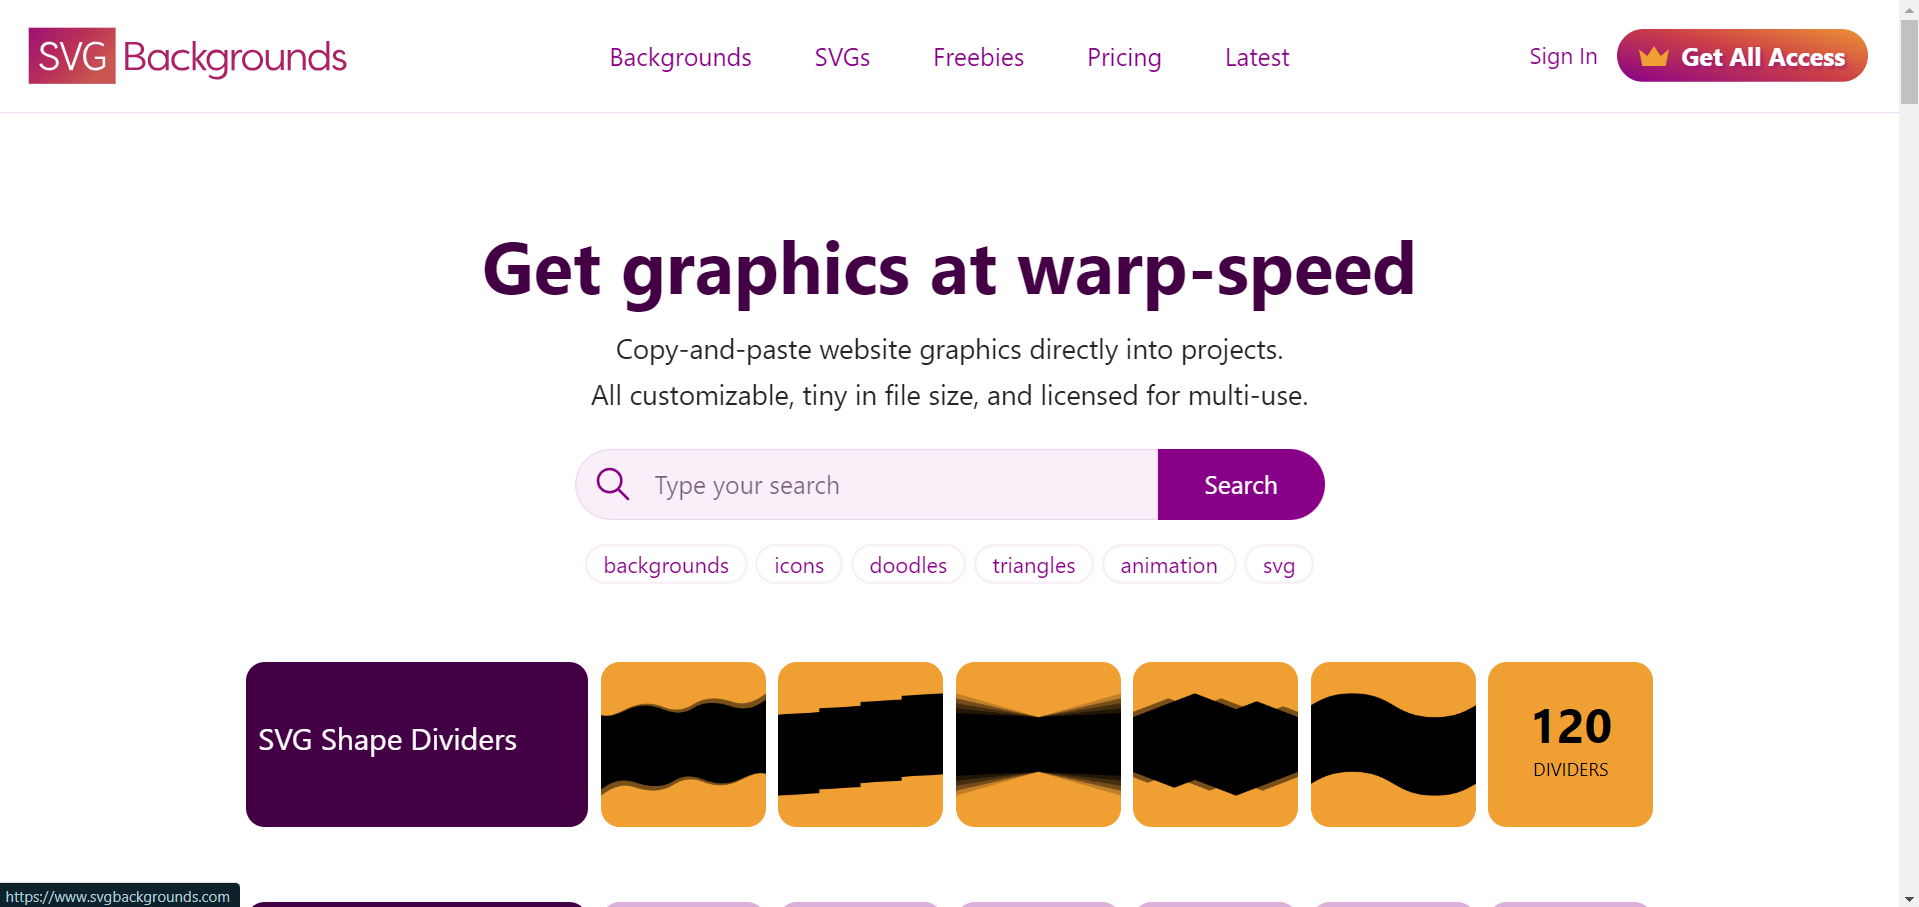 SVG Backgrounds
Backgrounds
SVGs
Freebies
Pricing
Latest
Sign In
Get All Access
Get graphics at warp-speed
Copy-and-paste website graphics directly into projects.
All customizable, tiny in file size, and licensed for multi-use.
Type your search
Search
backgrounds
icons
doodles
triangles
animation
svg
SVG Shape Dividers
120
DIVIDERS
https://www.svgbackgrounds.com